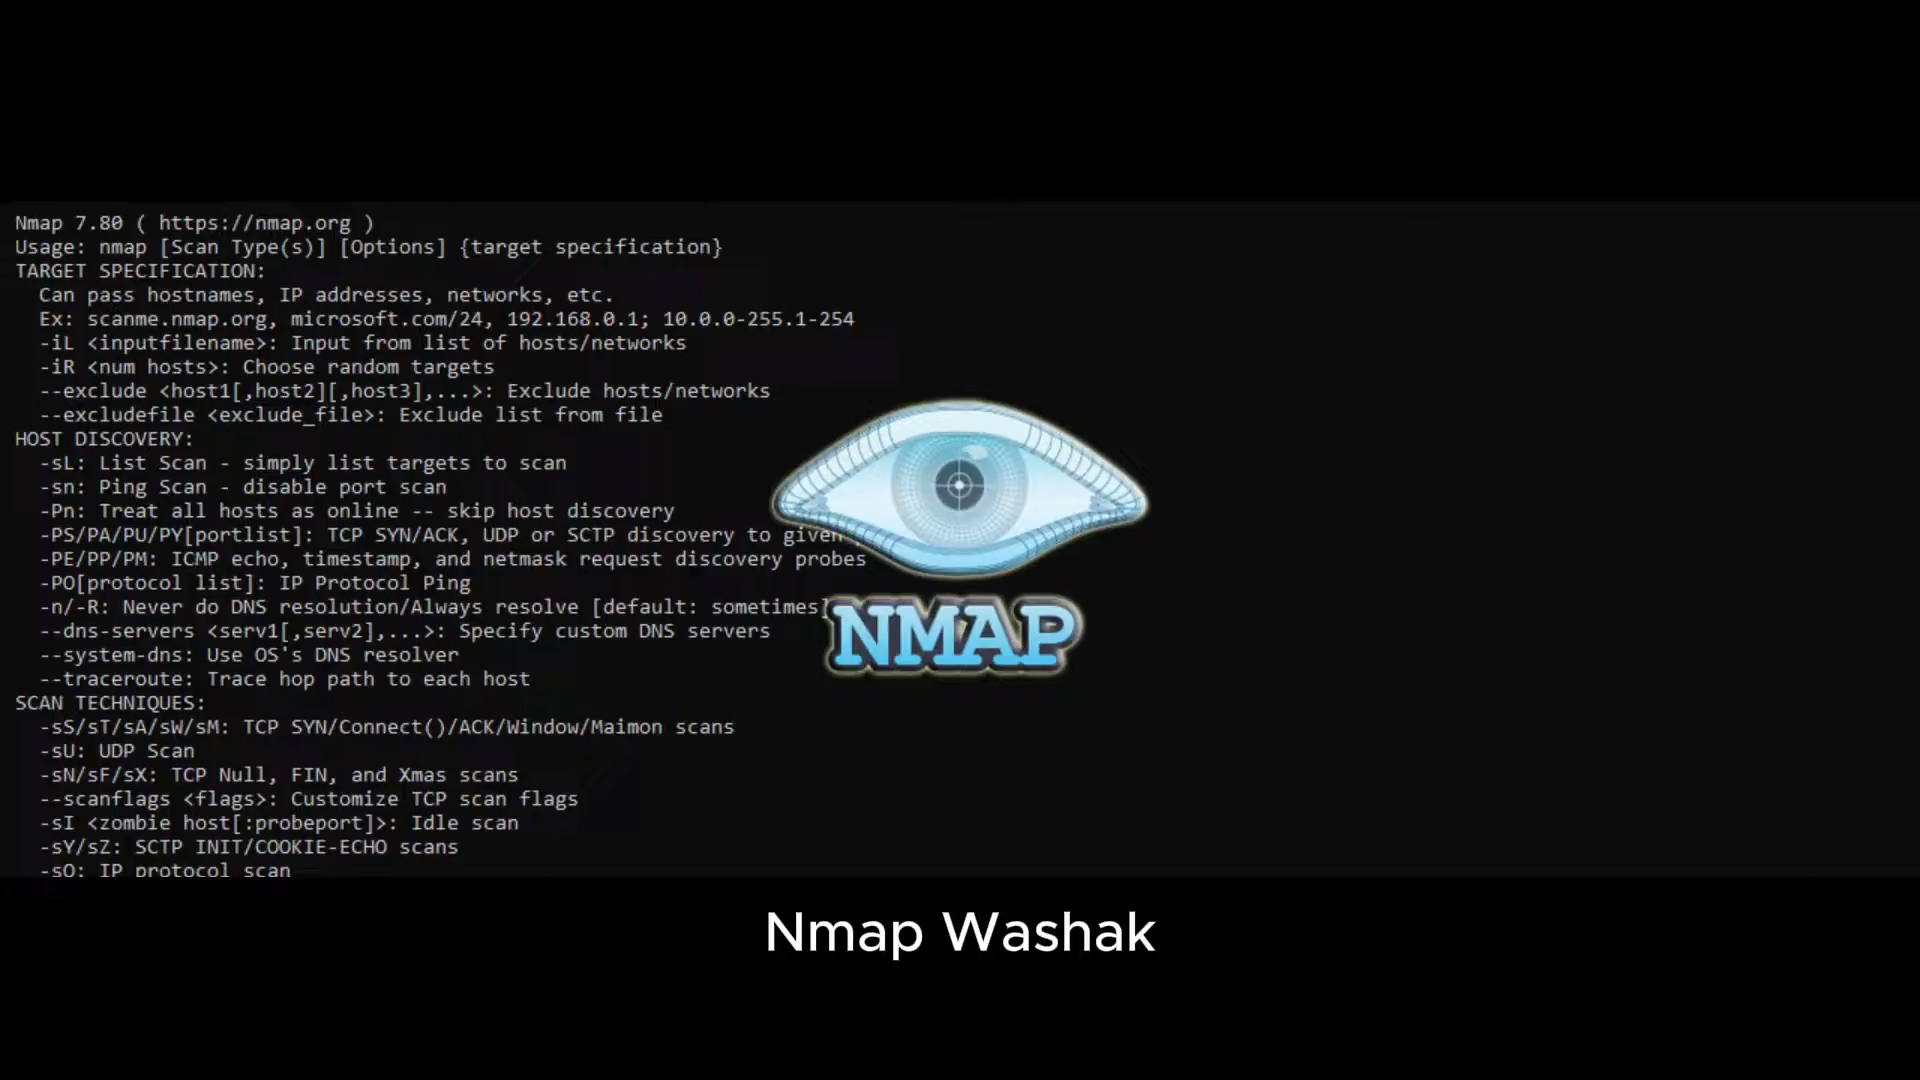 Nmap 7.80 ( https://nmap.org )
Usage: nmap [Scan Type(s)] [Options] {target specification}
TARGET SPECIFICATION:
  Can pass hostnames, IP addresses, networks, etc.
  Ex: scanme.nmap.org, microsoft.com/24, 192.168.0.1; 10.0.0-255.1-254
  -iL <inputfilename>: Input from list of hosts/networks
  -iR <num hosts>: Choose random targets
  --exclude <host1[,host2][,host3],...>: Exclude hosts/networks
  --excludefile <exclude_file>: Exclude list from file
HOST DISCOVERY:
  -sL: List Scan - simply list targets to scan
  -sn: Ping Scan - disable port scan
  -Pn: Treat all hosts as online -- skip host discovery
  -PS/PA/PU/PY[portlist]: TCP SYN/ACK, UDP or SCTP discovery to given
  -PE/PP/PM: ICMP echo, timestamp, and netmask request discovery probes
  -PO[protocol list]: IP Protocol Ping
  -n/-R: Never do DNS resolution/Always resolve [default: sometimes]
  --dns-servers <serv1[,serv2],...>: Specify custom DNS servers
  --system-dns: Use OS's DNS resolver
  --traceroute: Trace hop path to each host
SCAN TECHNIQUES:
  -sS/sT/sA/sW/sM: TCP SYN/Connect()/ACK/Window/Maimon scans
  -sU: UDP Scan
  -sN/sF/sX: TCP Null, FIN, and Xmas scans
  --scanflags <flags>: Customize TCP scan flags
  -sI <zombie host[:probeport]>: Idle scan
  -sY/sZ: SCTP INIT/COOKIE-ECHO scans
  -sO: IP protocol scan
NMAP
Nmap Washak